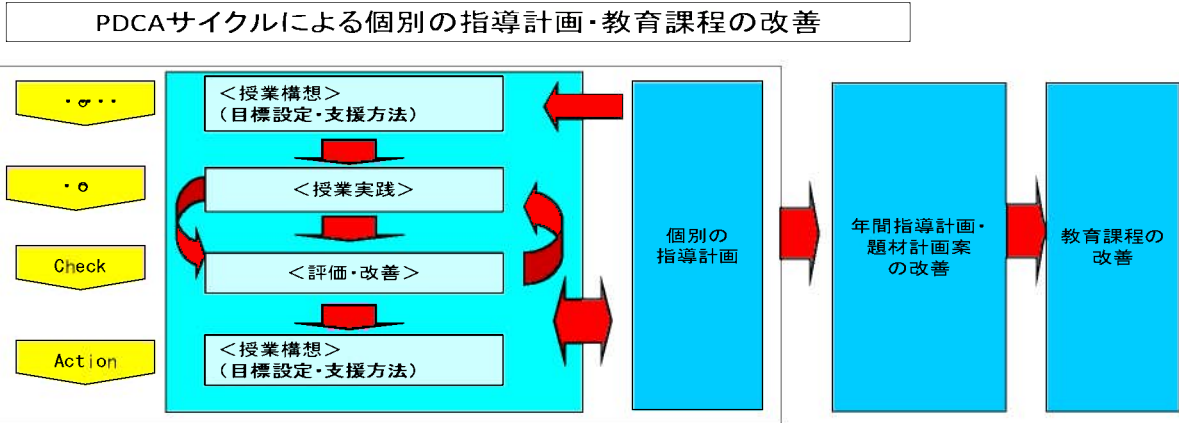 PDCAサイクルによる個別の指導計画・教育課程の改善
＜授業構想＞
（目標設定・支援方法）
＜授業実践＞
Check
＜評価・改善＞
Action
＜授業構想＞
（目標設定・支援方法）
個別の
指導計画
年間指導計画・
題材計画案
の改善
教育課程の
改善